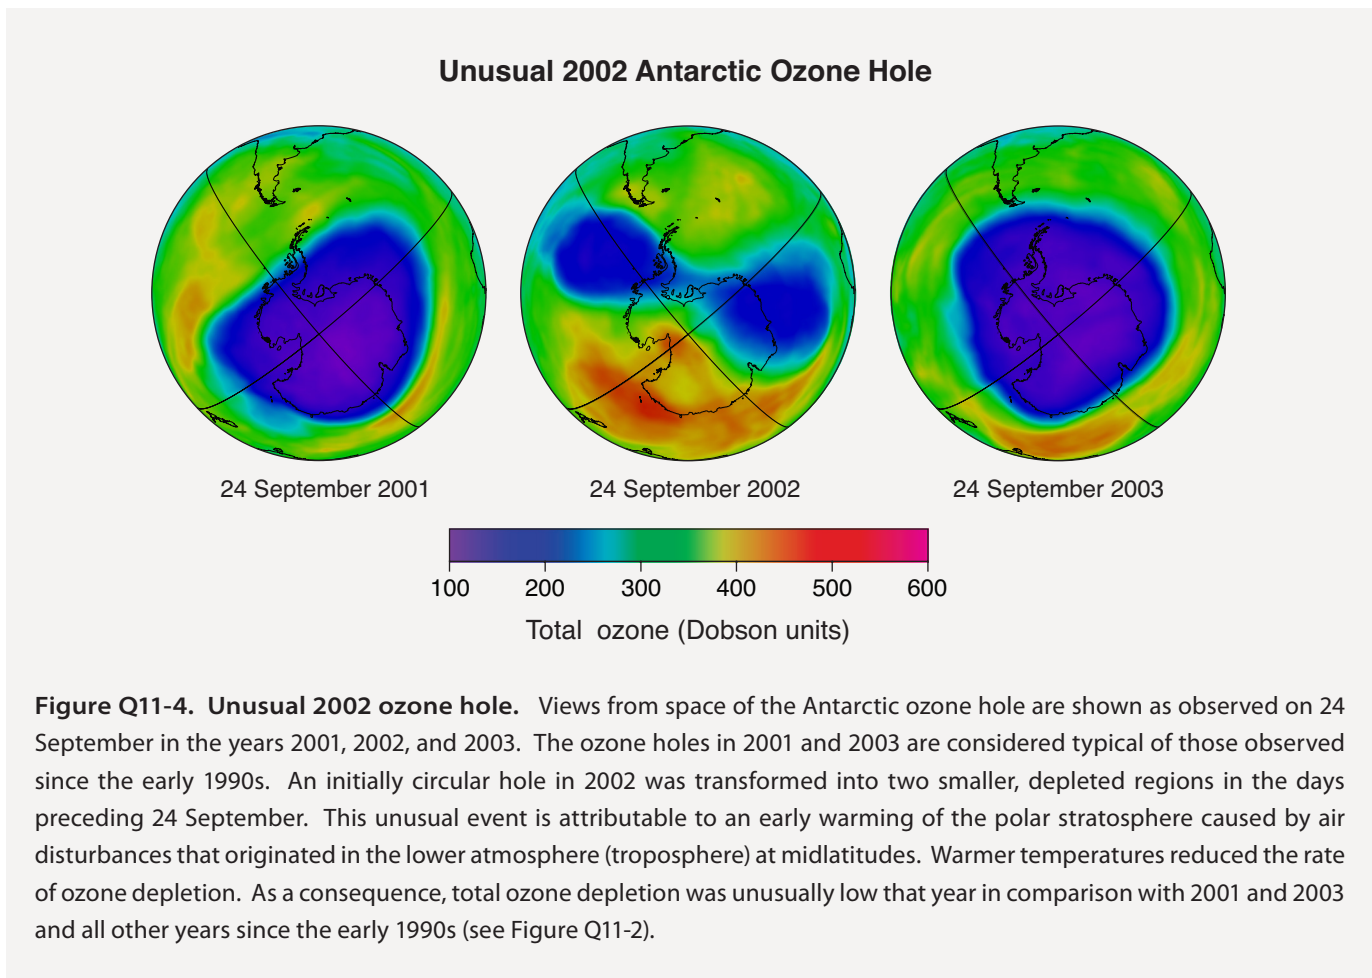 Unusual 2002 Antarctic Ozone Hole
24 September 2001
24 September 2002
24 September 2003
100 200 300 400 500 600
Total ozone (Dobson units)
Figure Q11-4. Unusual 2002 ozone hole. Views from space of the Antarctic ozone hole are shown as observed on 24
September in the years 2001, 2002, and 2003. The ozone holes in 2001 and 2003 are considered typical of those observed
since the early 1990s. An initially circular hole in 2002 was transformed into two smaller, depleted regions in the days
preceding 24 September. This unusual event is attributable to an early warming of the polar stratosphere caused by air
disturbances that originated in the lower atmosphere (troposphere) at midlatitudes. Warmer temperatures reduced the rate
of ozone depletion. As a consequence, total ozone depletion was unusually low that year in comparison with 2001 and 2003
and all other years since the early 1990s (see Figure Q11-2).